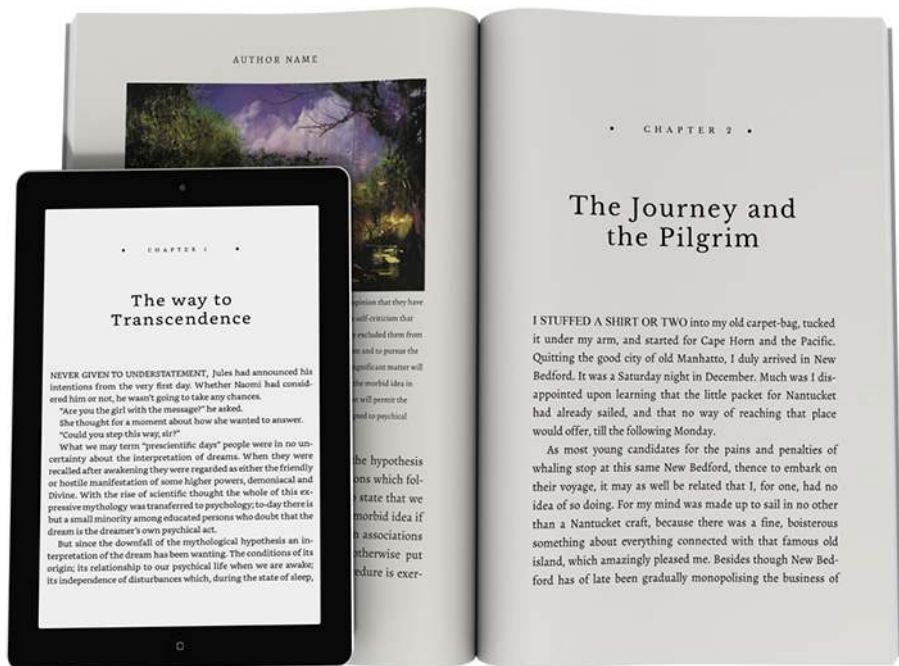 AUTHOR NAME
opinion that they have
self-criticism that
excluded them from
on and to pursue the
significant matter will
the morbid idea in
n will permit the
psychical
the hypothesis
ons which fol-
state that we
morbid idea if
associations
otherwise put
edure is exer-
• CHAPTER 1 •
The way to
Transcendence
NEVER GIVEN TO UNDERSTATEMENT, Jules had announced his
intentions from the very first day. Whether Naomi had consid-
ered him or not, he wasn't going to take any chances.
"Are you the girl with the message?" he asked.
She thought for a moment about how she wanted to answer.
"Could you step this way, sir?"
What we may term "prescientific days" people were in no un-
certainty about the interpretation of dreams. When they were
recalled after awakening they were regarded as either the friendly
or hostile manifestation of some higher powers, demoniacal and
Divine. With the rise of scientific thought the whole of this ex-
pressive mythology was transferred to psychology; to-day there is
but a small minority among educated persons who doubt that the
dream is the dreamer's own psychical act.
But since the downfall of the mythological hypothesis an in-
terpretation of the dream has been wanting. The conditions of its
origin; its relationship to our psychical life when we are awake;
its independence of disturbances which, during the state of sleep,
• CHAPTER 2 •
The Journey and
the Pilgrim
I STUFFED A SHIRT OR TWO into my old carpet-bag, tucked
it under my arm, and started for Cape Horn and the Pacific.
Quitting the good city of old Manhatto, I duly arrived in New
Bedford. It was a Saturday night in December. Much was I dis-
appointed upon learning that the little packet for Nantucket
had already sailed, and that no way of reaching that place
would offer, till the following Monday.
As most young candidates for the pains and penalties of
whaling stop at this same New Bedford, thence to embark on
their voyage, it may as well be related that I, for one, had no
idea of so doing. For my mind was made up to sail in no other
than a Nantucket craft, because there was a fine, boisterous
something about everything connected with that famous old
island, which amazingly pleased me. Besides though New Bed-
ford has of late been gradually monopolising the business of